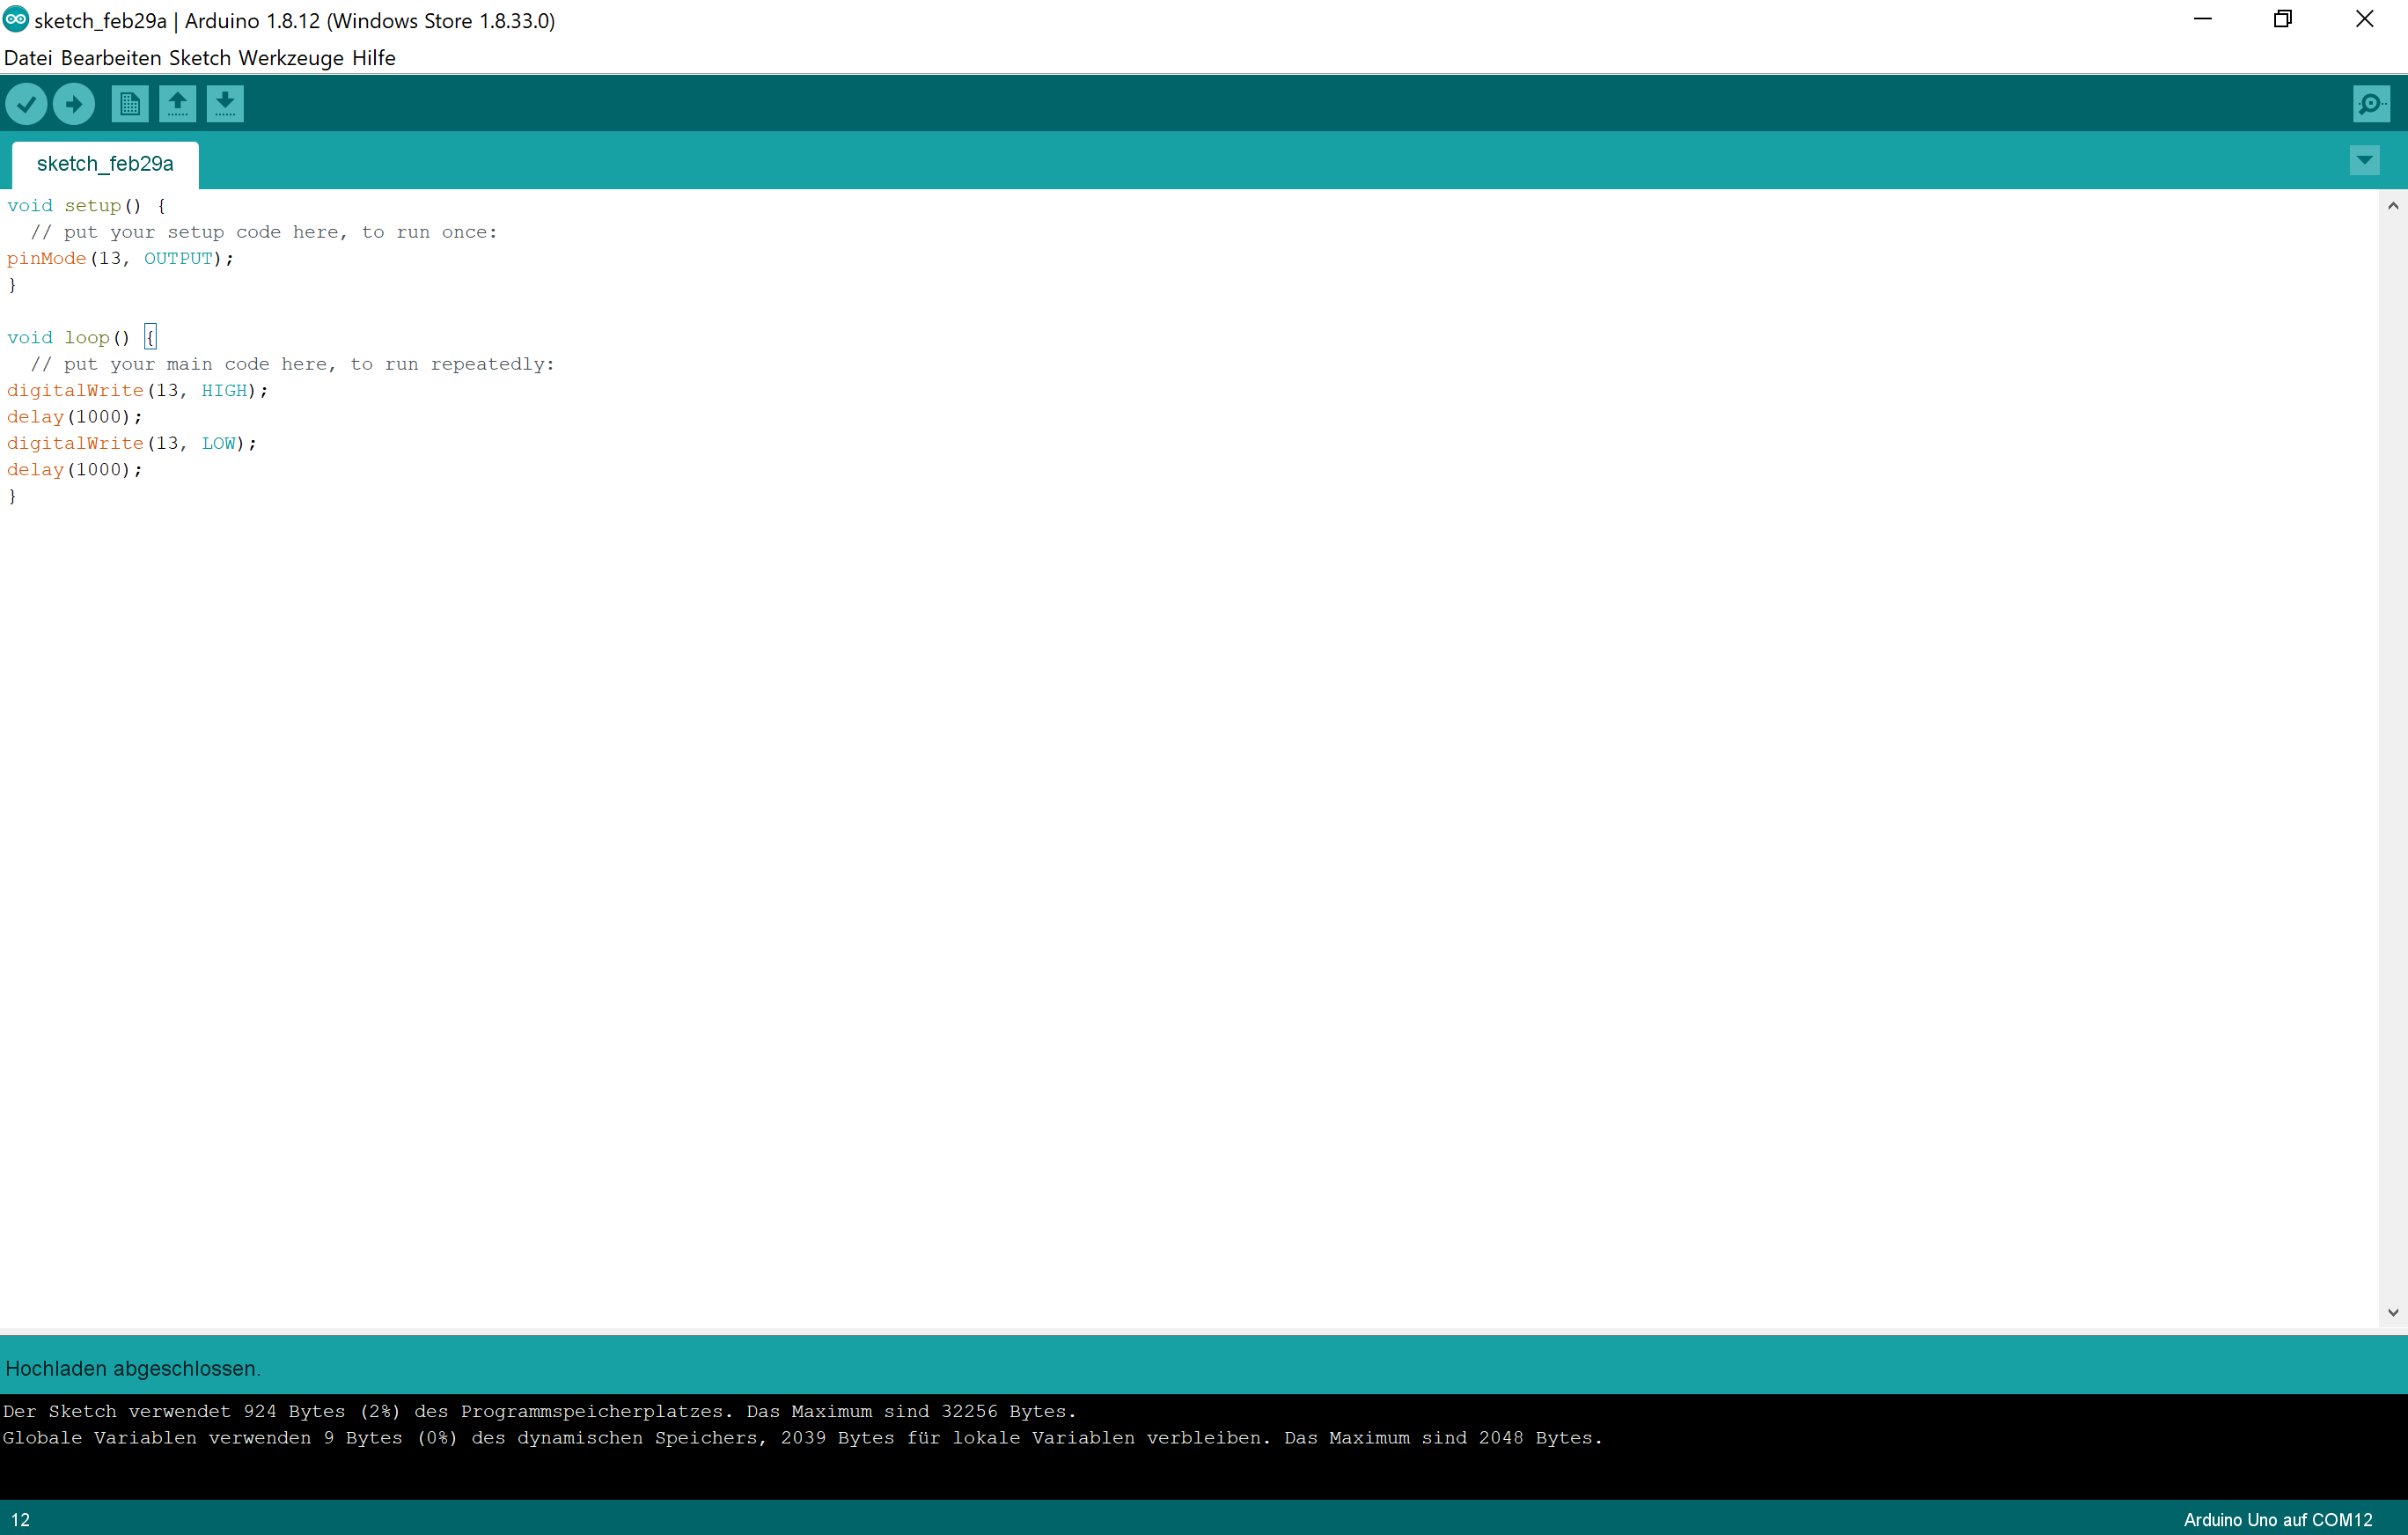 sketch_feb29a | Arduino 1.8.12 (Windows Store 1.8.33.0)
Datei Bearbeiten Sketch Werkzeuge Hilfe
sketch_feb29a
void setup() {
  // put your setup code here, to run once:
pinMode(13, OUTPUT);
}

void loop() {
  // put your main code here, to run repeatedly:
digitalWrite(13, HIGH);
delay(1000);
digitalWrite(13, LOW);
delay(1000);
}
Hochladen abgeschlossen.
Der Sketch verwendet 924 Bytes (2%) des Programmspeicherplatzes. Das Maximum sind 32256 Bytes.
Globale Variablen verwenden 9 Bytes (0%) des dynamischen Speichers, 2039 Bytes für lokale Variablen verbleiben. Das Maximum sind 2048 Bytes.
12
Arduino Uno auf COM12